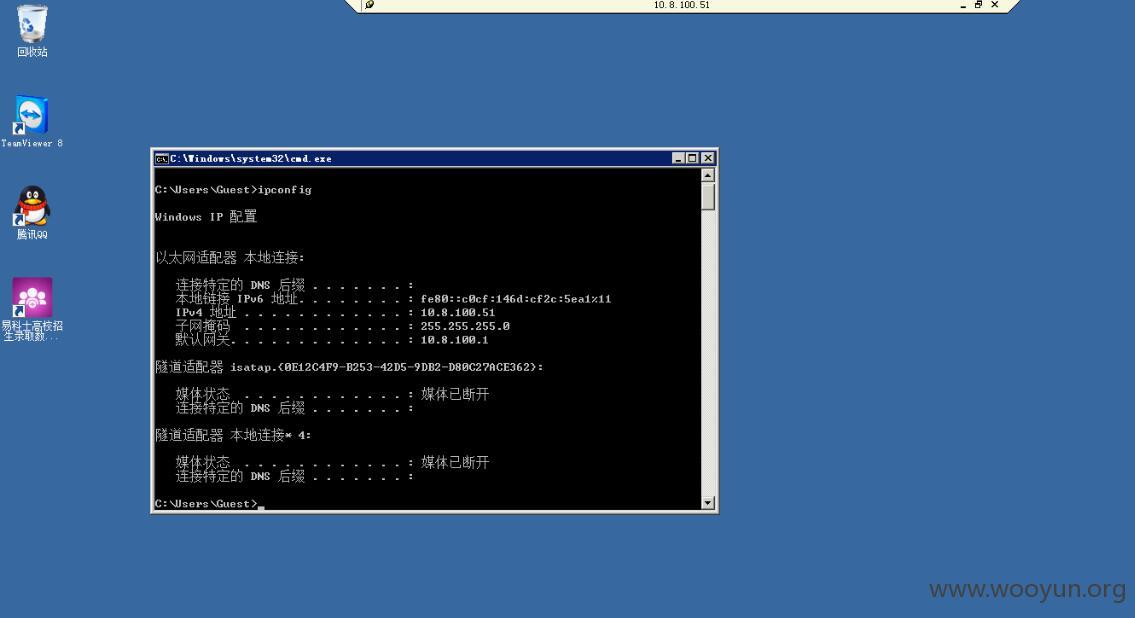 10.8.100.51
回收站
TeamViewer 8
腾讯QQ
易科士高校招
生录取数...
C:\Windows\system32\cmd.exe
C:\Users\Guest>ipconfig
Windows IP 配置
以太网适配器 本地连接:
连接特定的 DNS 后缀 . . . . . . . :
本地链接 IPv6 地址. . . . . . . . : fe80::c0cf:146d:cf2c:5ea1%11
IPv4 地址 . . . . . . . . . . . . : 10.8.100.51
子网掩码 . . . . . . . . . . . . : 255.255.255.0
默认网关. . . . . . . . . . . . . : 10.8.100.1
隧道适配器 isatap.{0E12C4F9-B253-42D5-9DB2-D80C27ACE362}:
媒体状态 . . . . . . . . . . . . : 媒体已断开
连接特定的 DNS 后缀 . . . . . . . :
隧道适配器 本地连接* 4:
媒体状态 . . . . . . . . . . . . : 媒体已断开
连接特定的 DNS 后缀 . . . . . . . :
C:\Users\Guest>_
www.wooyun.org